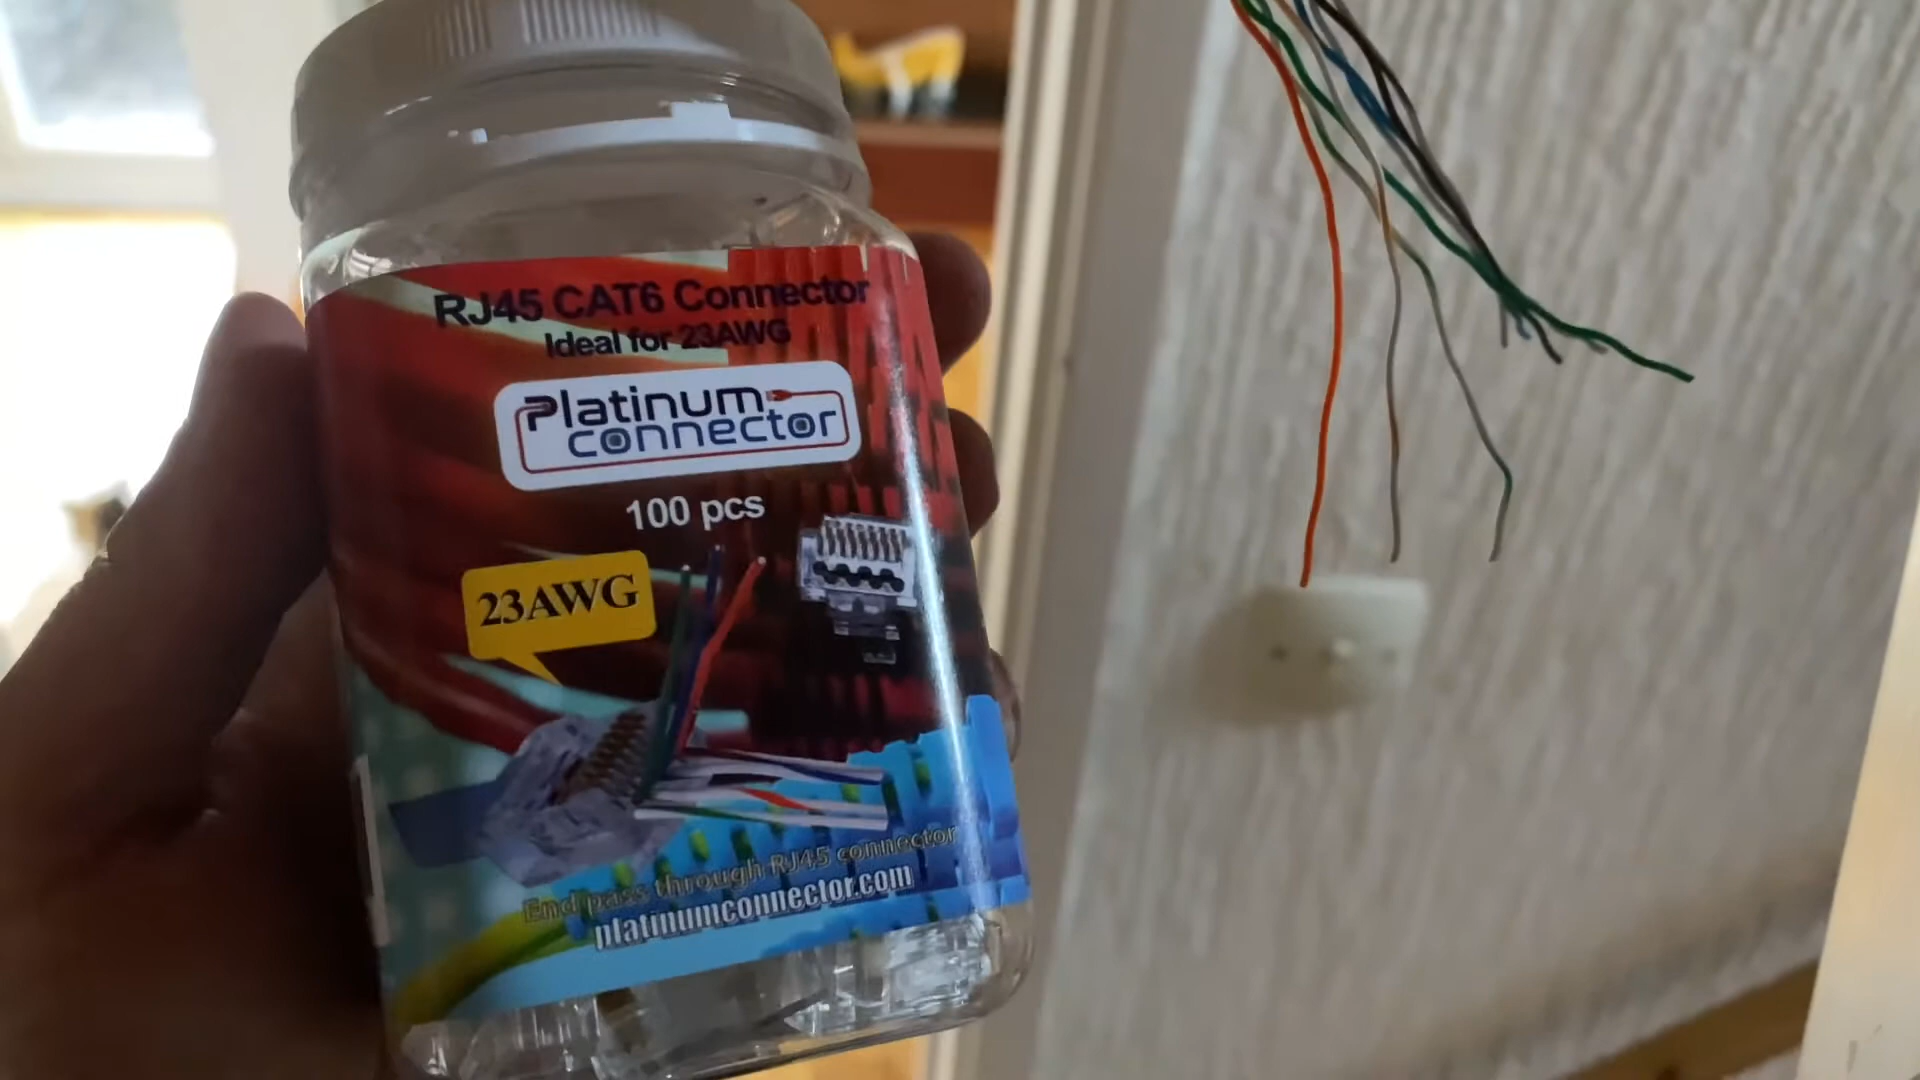 RJ45 CAT6 Connector
Ideal for 23AWG
Platinum
connector
100 pcs
23AWG
End pass through RJ45 connector
platinumconnector.com